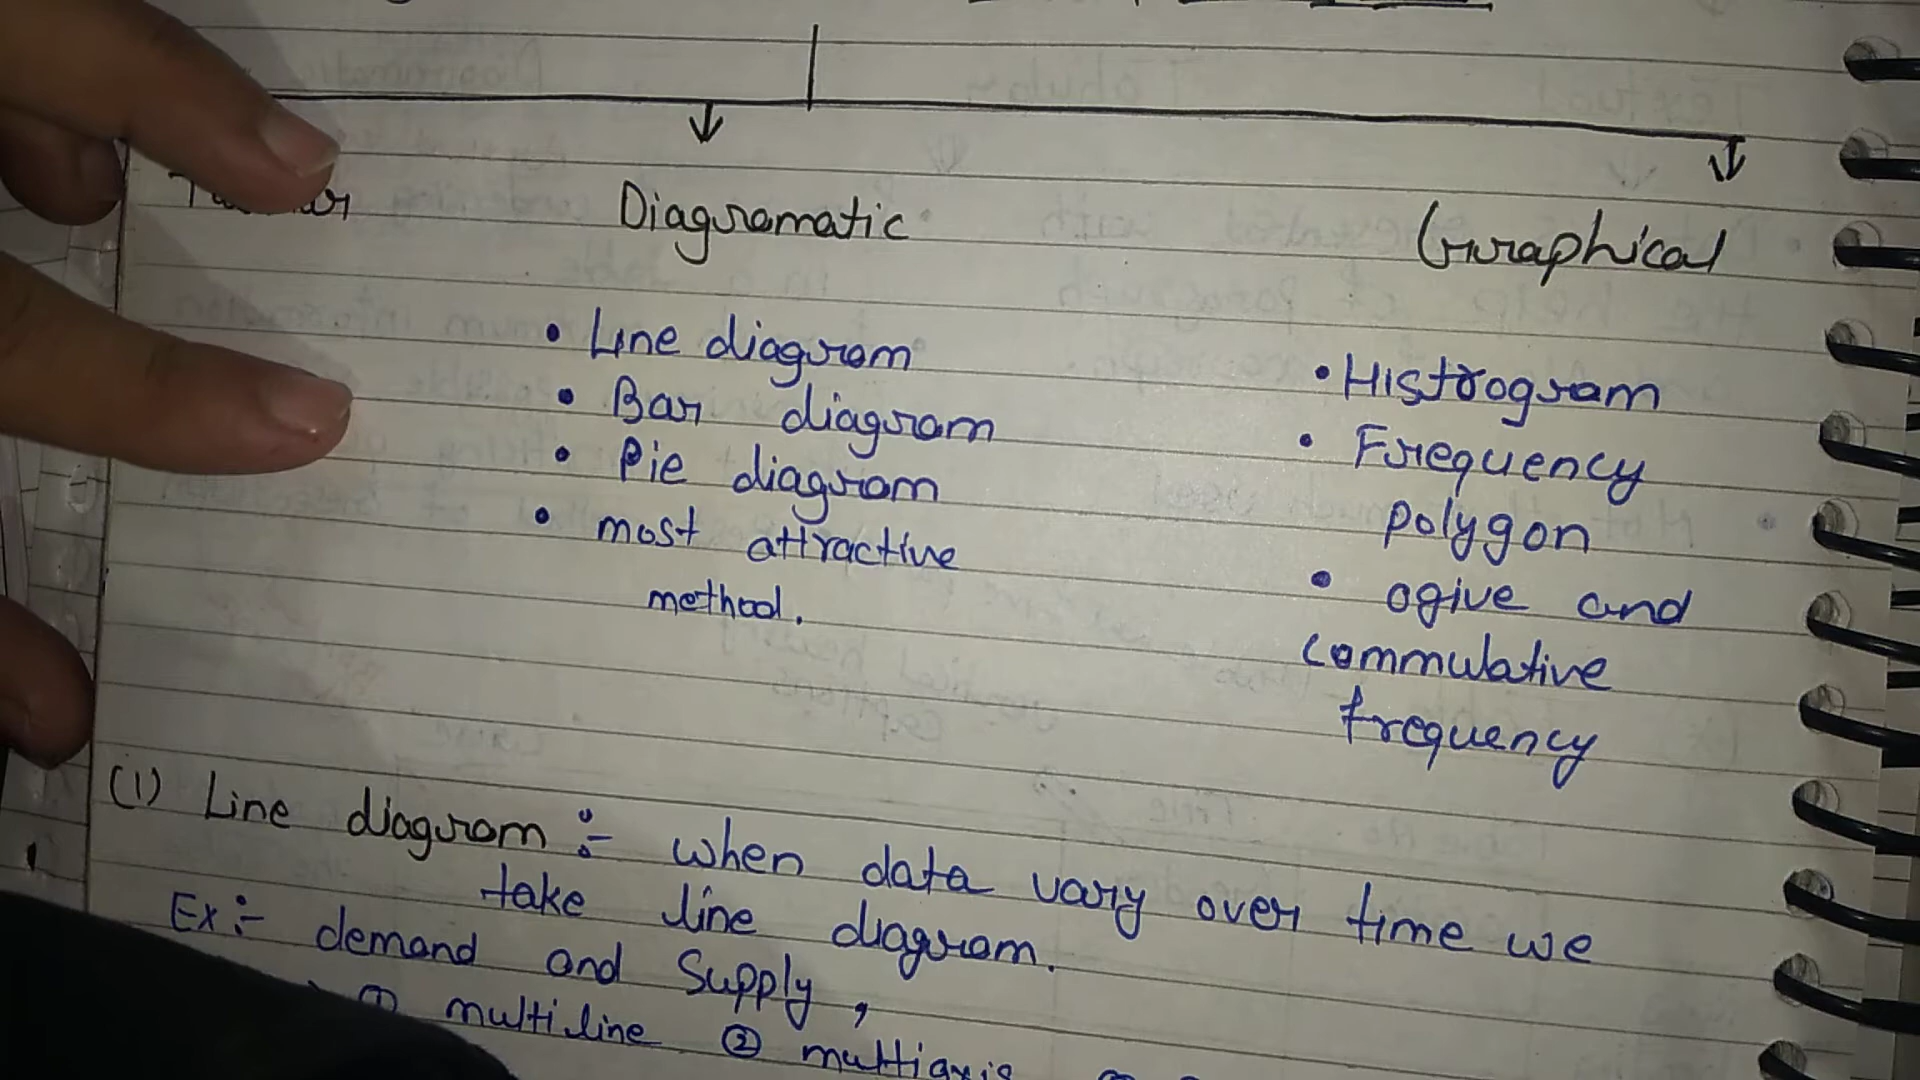 Diagramatic Graphical
• Line diagram
• Bar diagram
• Pie diagram
• most attractive
method.
• Histrogram
• Frequency
polygon
• ogive and
commulative
frequency
(1) Line diagram :- when data vary over time we
take line diagram.
Ex :- demand and Supply,
① multiline ② multiaxis